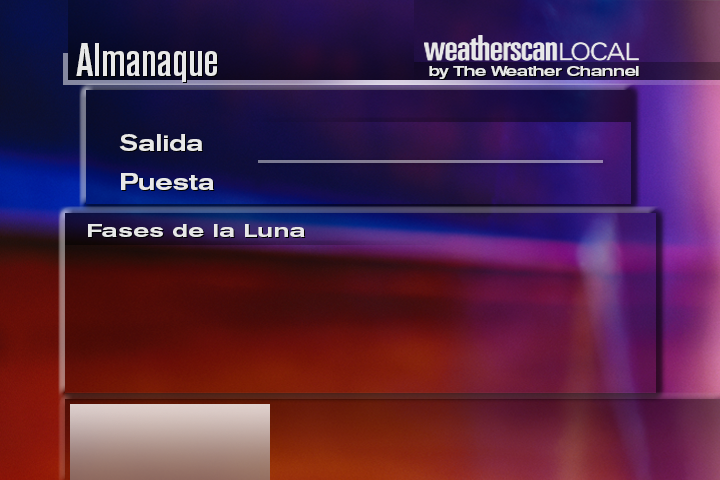 Almanaque
weatherscanLOCAL
by The Weather Channel
Salida
Puesta
Fases de la Luna